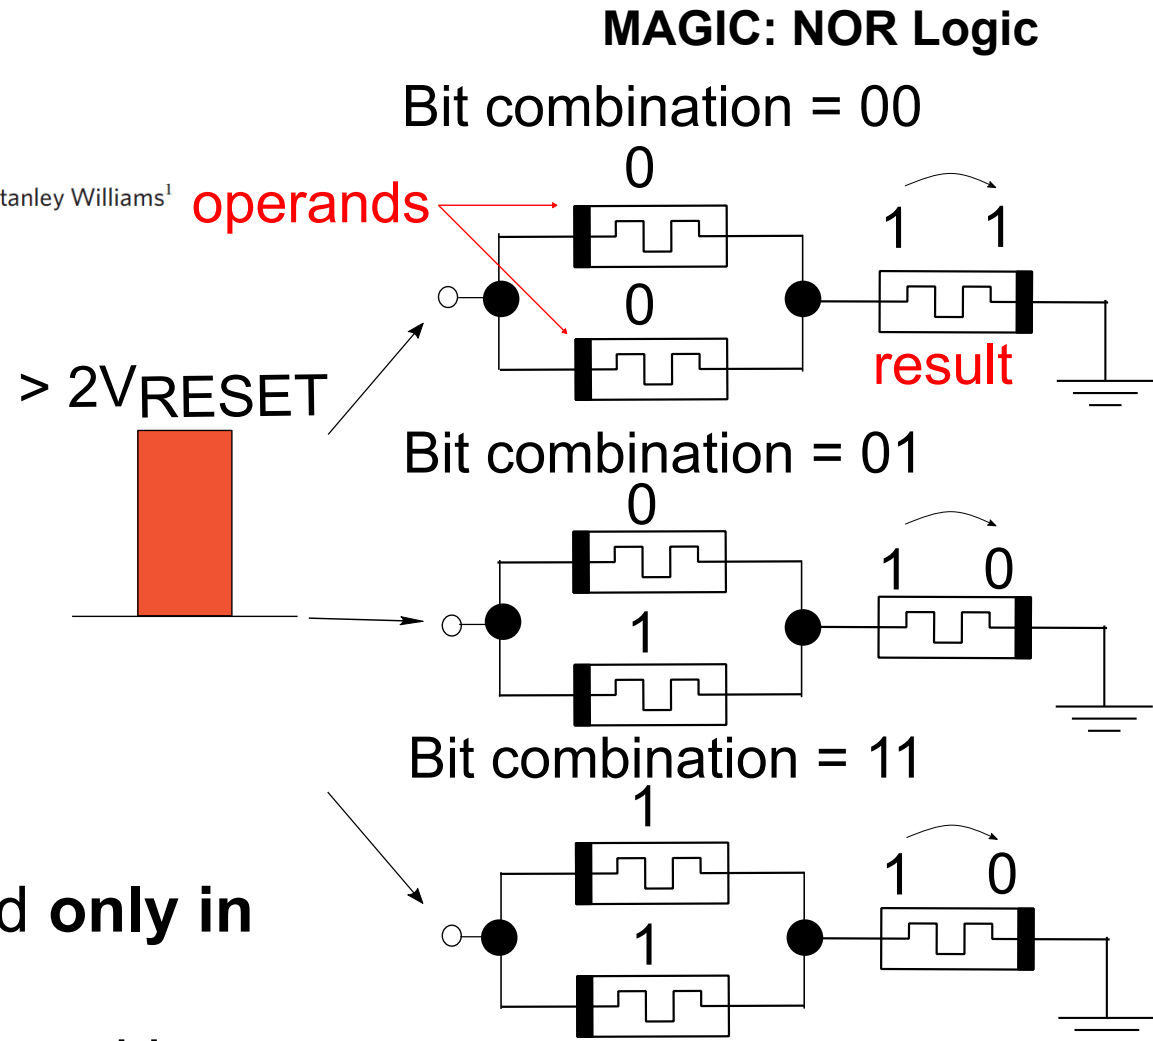 MAGIC: NOR Logic
Bit combination = 00
0
tanley Williams¹ operands
1 1
0
result
> 2VRESET
Bit combination = 01
0
1 0
1
Bit combination = 11
1
1 0
d only in
1